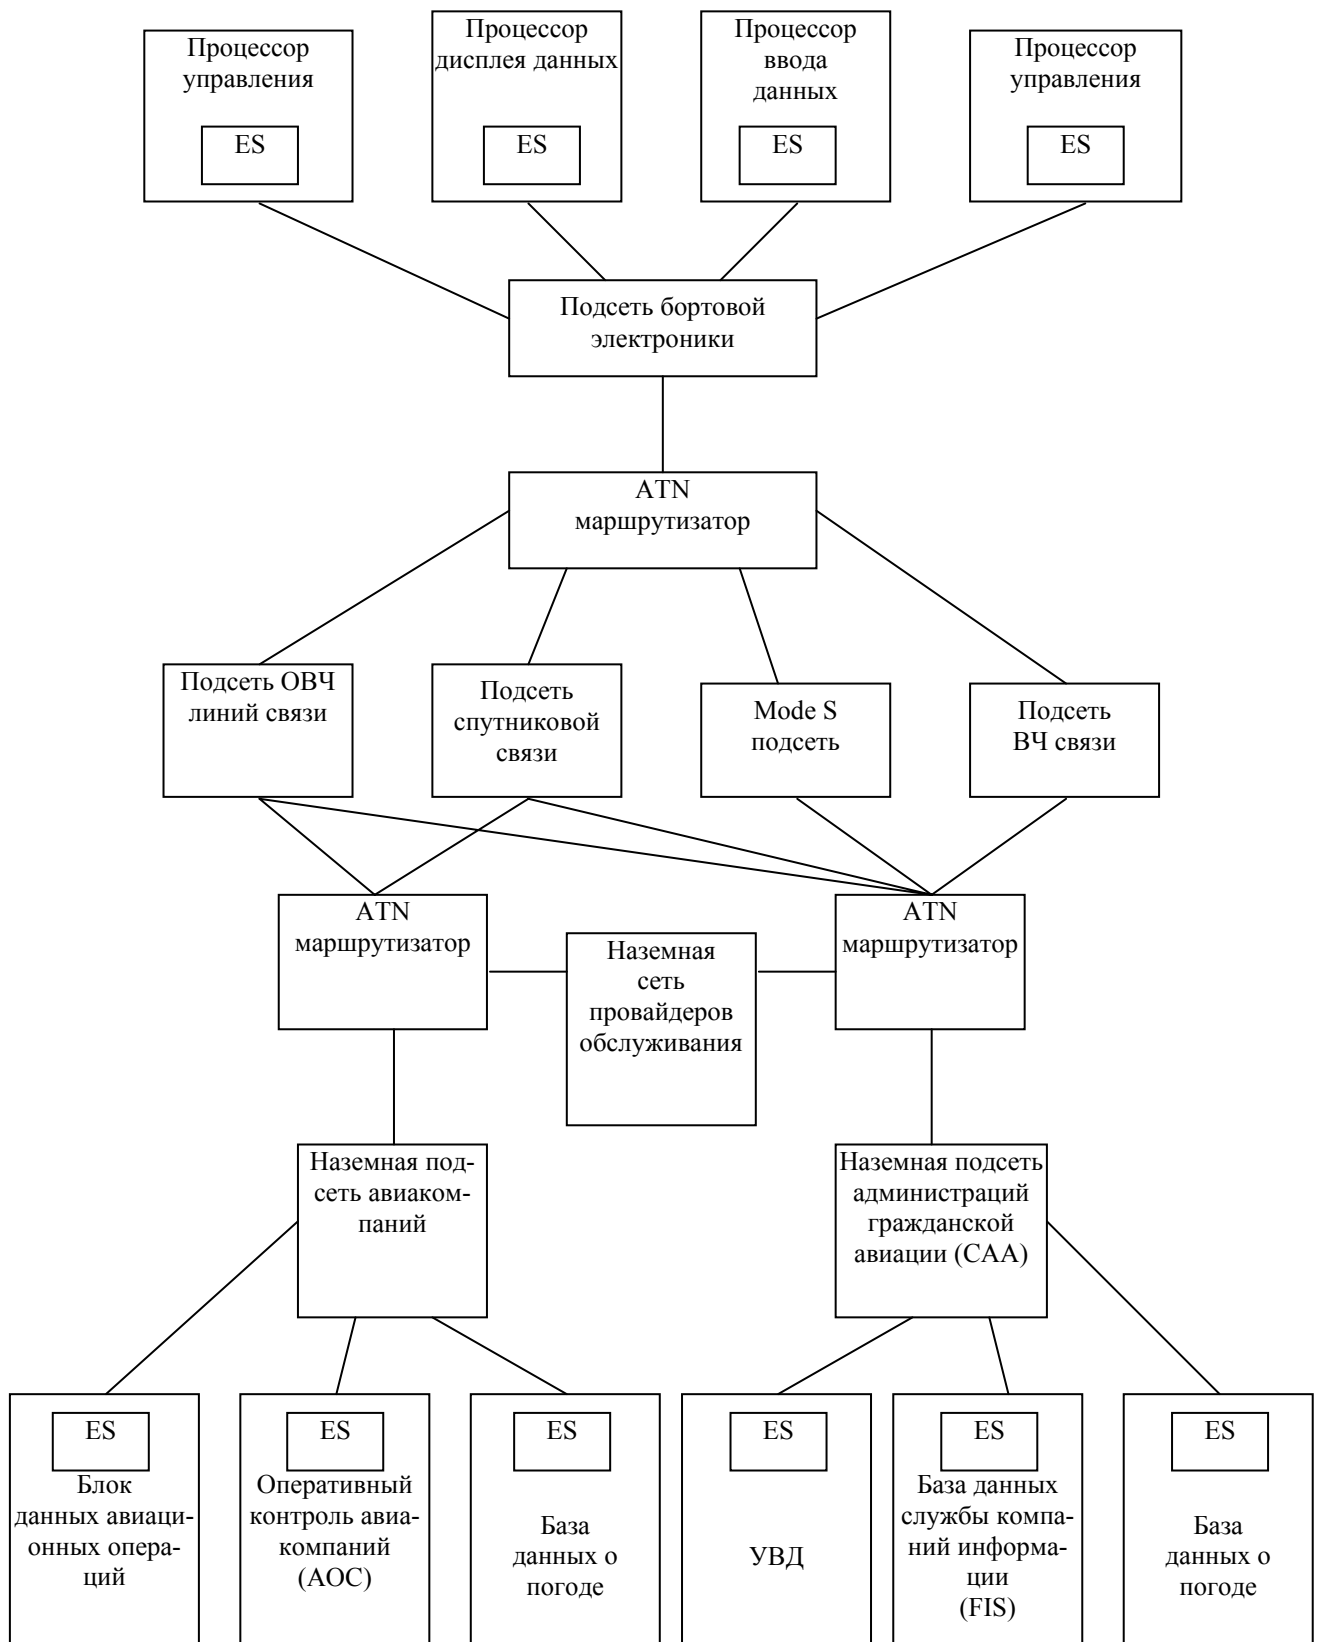 Процессор
управления
ES
Процессор
дисплея данных
ES
Процессор
ввода
данных
ES
Процессор
управления
ES
Подсеть бортовой
электроники
ATN
маршрутизатор
Подсеть ОВЧ
линий связи
Подсеть
спутниковой
связи
Mode S
подсеть
Подсеть
ВЧ связи
ATN
маршрутизатор
Наземная
сеть
провайдеров
обслуживания
ATN
маршрутизатор
Наземная под-
сеть авиаком-
паний
Наземная подсеть
администраций
гражданской
авиации (САА)
ES
Блок
данных авиаци-
онных опера-
ций
ES
Оперативный
контроль авиа-
компаний
(АОС)
ES
База
данных о
погоде
ES
УВД
ES
База данных
службы компа-
ний информа-
ции
(FIS)
ES
База
данных о
погоде